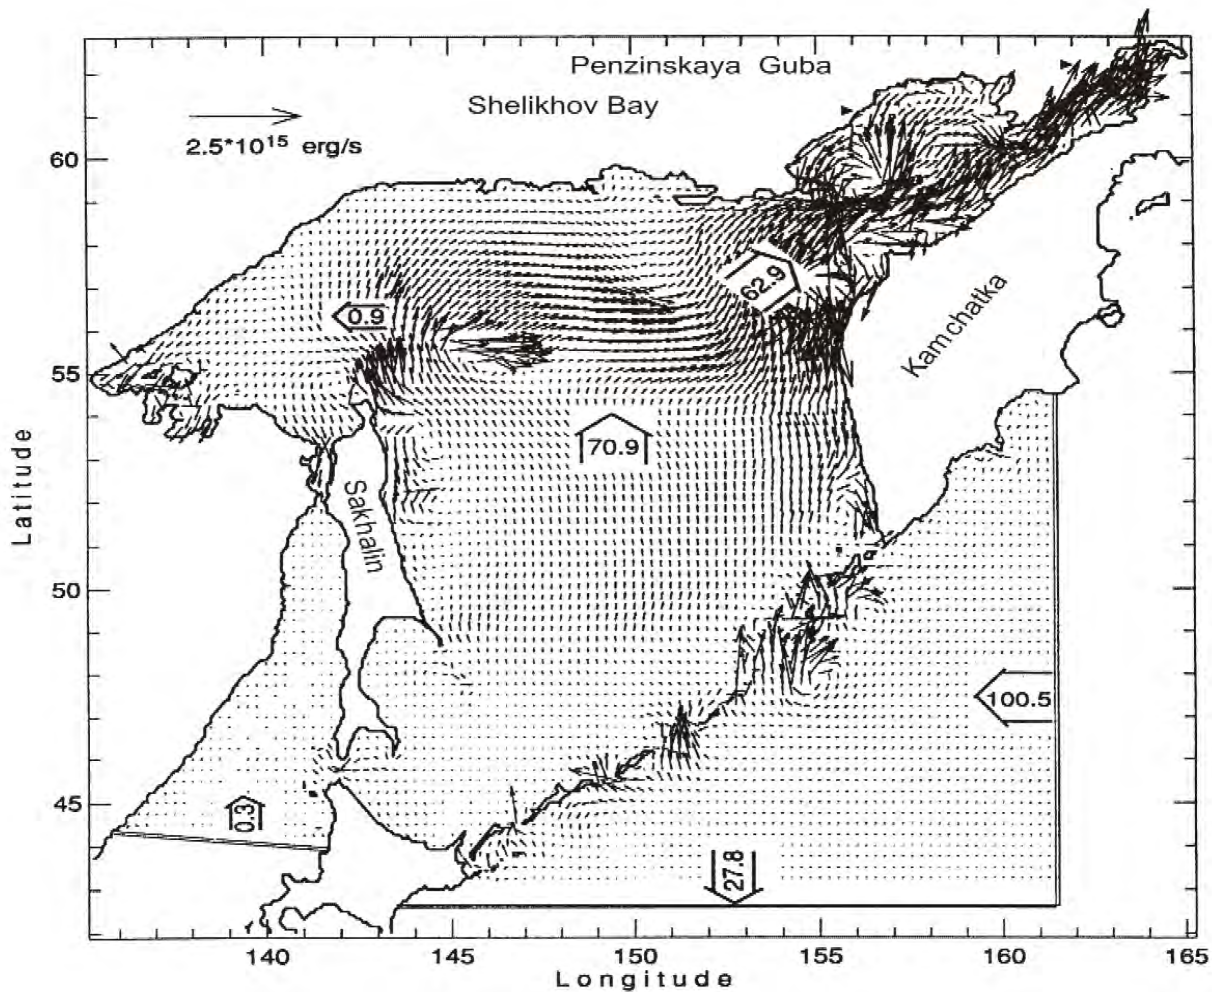 Penzinskaya Guba
Shelikhov Bay
2.5*10^15 erg/s
60
62.9
0.9
Kamchatka
55
70.9
Latitude
Sakhalin
50
100.5
45
0.3
27.8
140
145
150
155
160
165
Longitude